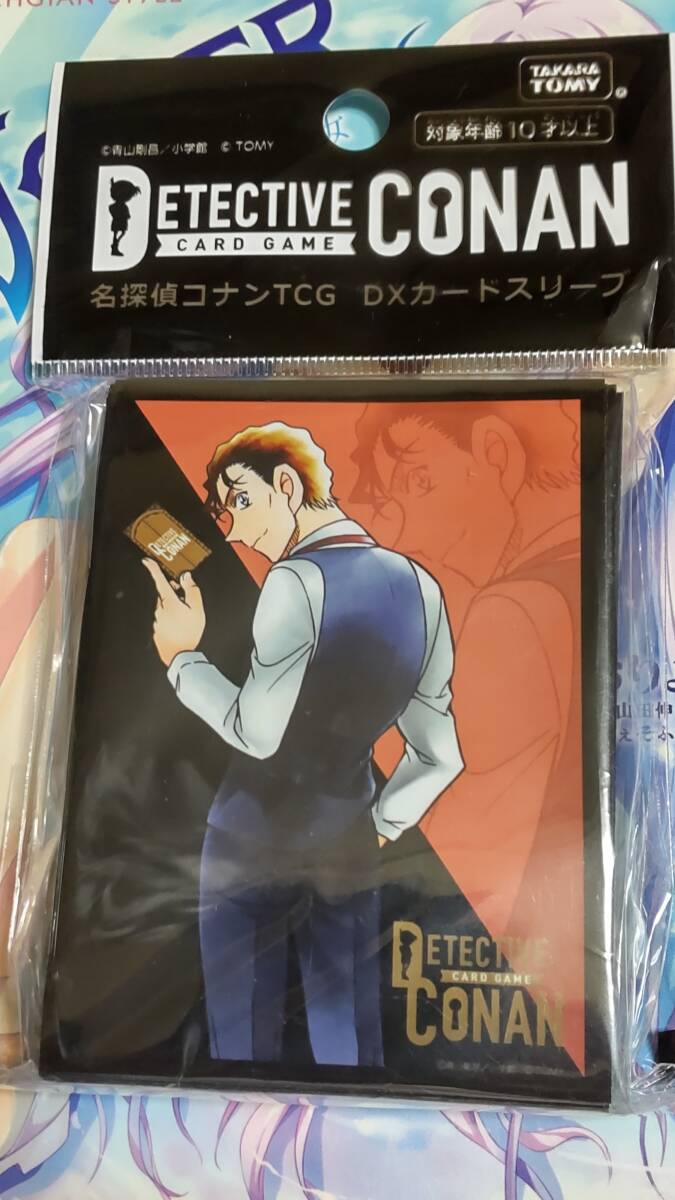 TAKARA
TOMY
対象年齢10才以上
©青山剛昌/小学館 © TOMY
DETECTIVE
CARD GAME
CONAN
名探偵コナンTCG DXカードスリーブ
DETECTIVE
CONAN
DETECTIVE
CARD GAME
CONAN